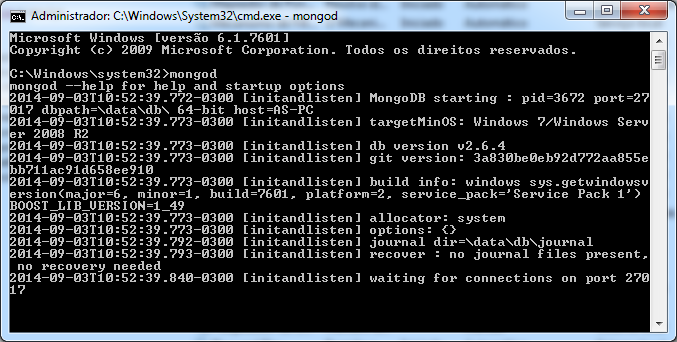 Administrador: C:\Windows\System32\cmd.exe - mongod
Microsoft Windows [versão 6.1.7601]
Copyright (c) 2009 Microsoft Corporation. Todos os direitos reservados.
C:\Windows\system32>mongod
mongod --help for help and startup options
2014-09-03T10:52:39.772-0300 [initandlisten] MongoDB starting : pid=3672 port=27
017 dbpath=\data\db\ 64-bit host=AS-PC
2014-09-03T10:52:39.773-0300 [initandlisten] targetMinOS: Windows 7/Windows Serv
er 2008 R2
2014-09-03T10:52:39.773-0300 [initandlisten] db version v2.6.4
2014-09-03T10:52:39.773-0300 [initandlisten] git version: 3a830be0eb92d772aa855e
bb711ac91d658ee910
2014-09-03T10:52:39.773-0300 [initandlisten] build info: windows sys.getwindowsv
ersion(major=6, minor=1, build=7601, platform=2, service_pack='Service Pack 1')
BOOST_LIB_VERSION=1_49
2014-09-03T10:52:39.773-0300 [initandlisten] allocator: system
2014-09-03T10:52:39.773-0300 [initandlisten] options: {}
2014-09-03T10:52:39.792-0300 [initandlisten] journal dir=\data\db\journal
2014-09-03T10:52:39.793-0300 [initandlisten] recover : no journal files present,
no recovery needed
2014-09-03T10:52:39.840-0300 [initandlisten] waiting for connections on port 270
17